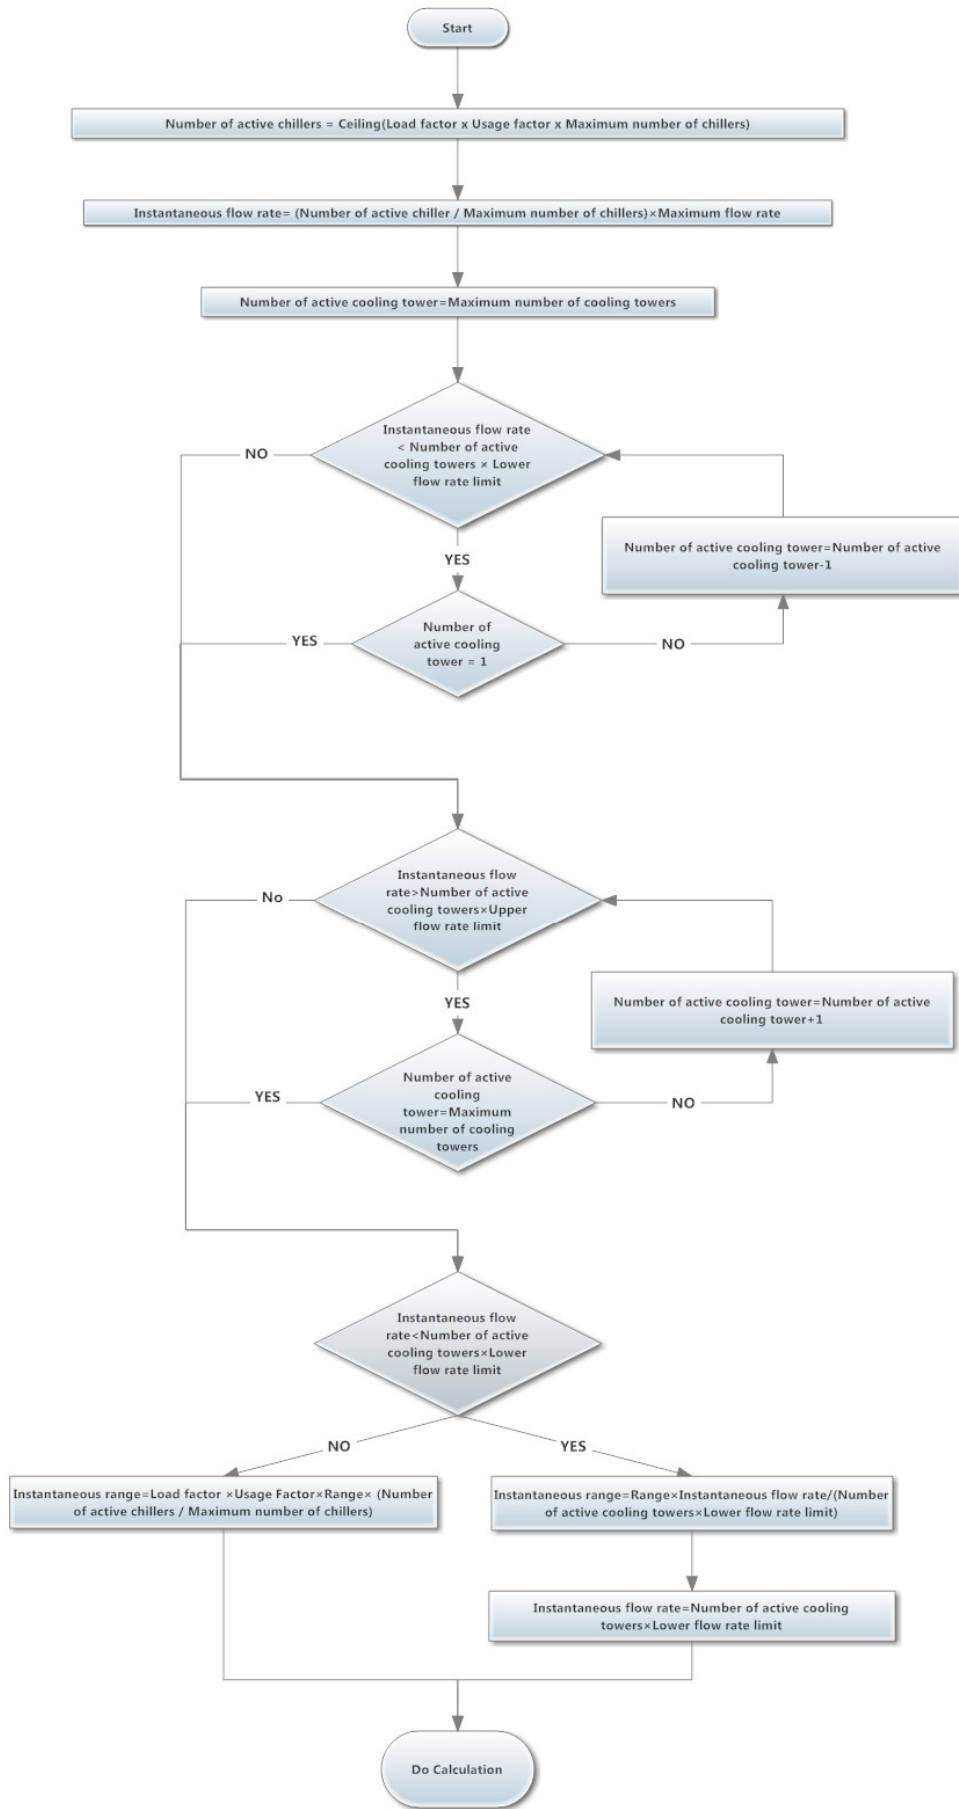 Start
Number of active chillers = Ceiling(Load factor x Usage factor x Maximum number of chillers)
Instantaneous flow rate= (Number of active chiller / Maximum number of chillers)×Maximum flow rate
Number of active cooling tower=Maximum number of cooling towers
Instantaneous flow rate
< Number of active
cooling towers × Lower
flow rate limit
NO
YES
Number of active cooling tower=Number of active
cooling tower-1
Number of
active cooling
tower = 1
YES
NO
Instantaneous flow
rate>Number of active
cooling towers×Upper
flow rate limit
No
YES
Number of active cooling tower=Number of active
cooling tower+1
Number of active
cooling
tower=Maximum
number of cooling
towers
YES
NO
Instantaneous flow
rate<Number of active
cooling towers×Lower
flow rate limit
NO
YES
Instantaneous range=Load factor ×Usage Factor×Range× (Number
of active chillers / Maximum number of chillers)
Instantaneous range=Range×Instantaneous flow rate/(Number
of active cooling towers×Lower flow rate limit)
Instantaneous flow rate=Number of active cooling
towers×Lower flow rate limit
Do Calculation